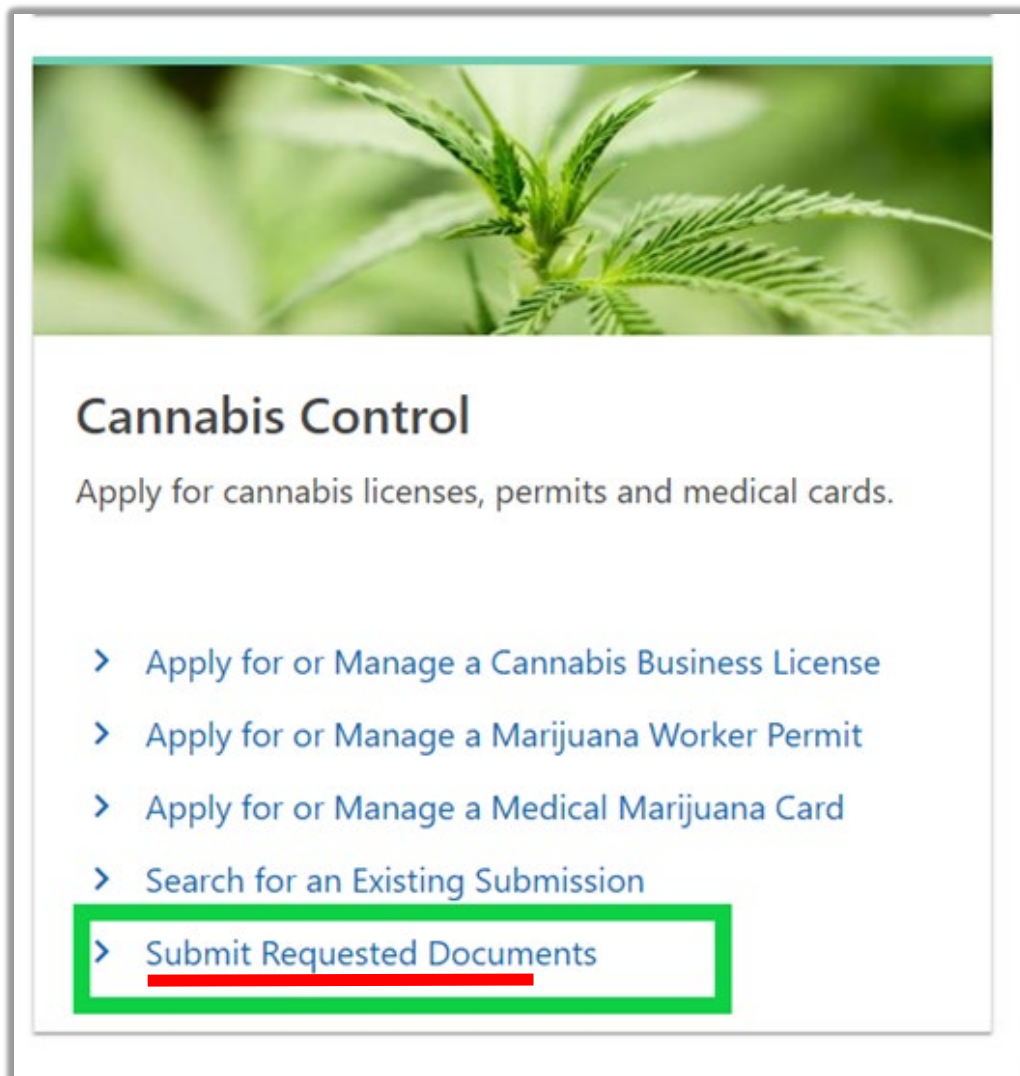 Cannabis Control
Apply for cannabis licenses, permits and medical cards.
Apply for or Manage a Cannabis Business License
Apply for or Manage a Marijuana Worker Permit
Apply for or Manage a Medical Marijuana Card
Search for an Existing Submission
Submit Requested Documents